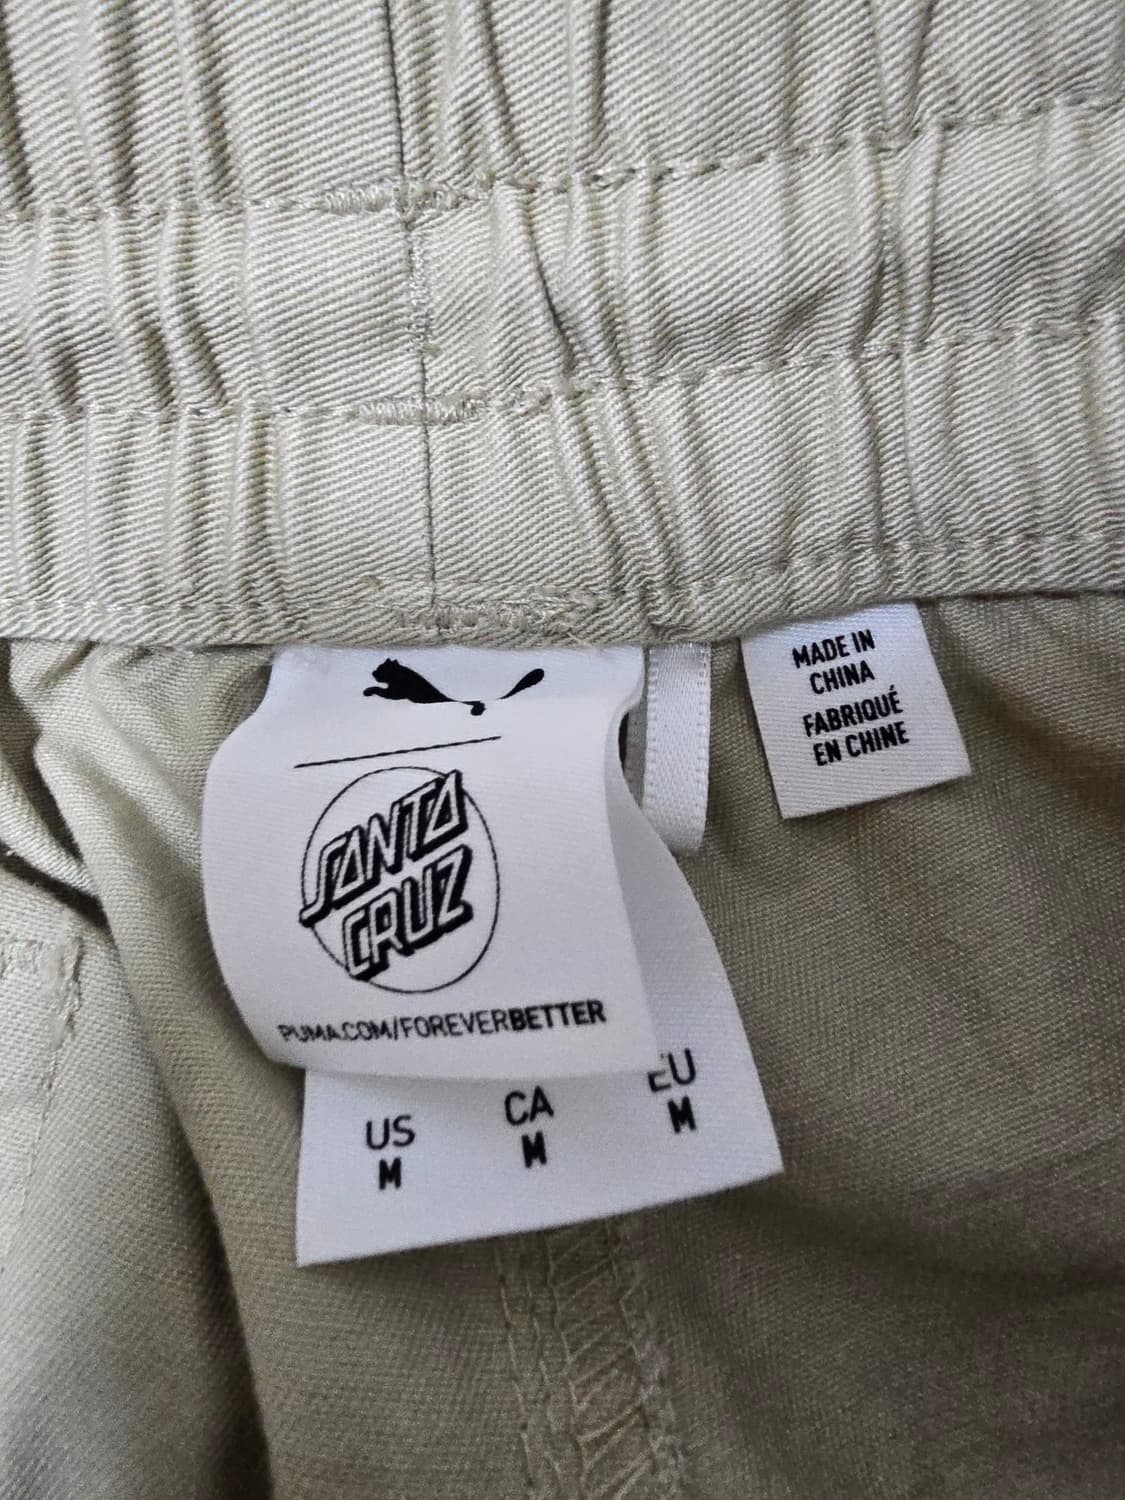 MADE IN
CHINA
FABRIQUÉ
EN CHINE
SANTA
CRUZ
PUMA.COM/FOREVERBETTER
US CA EU
M M M